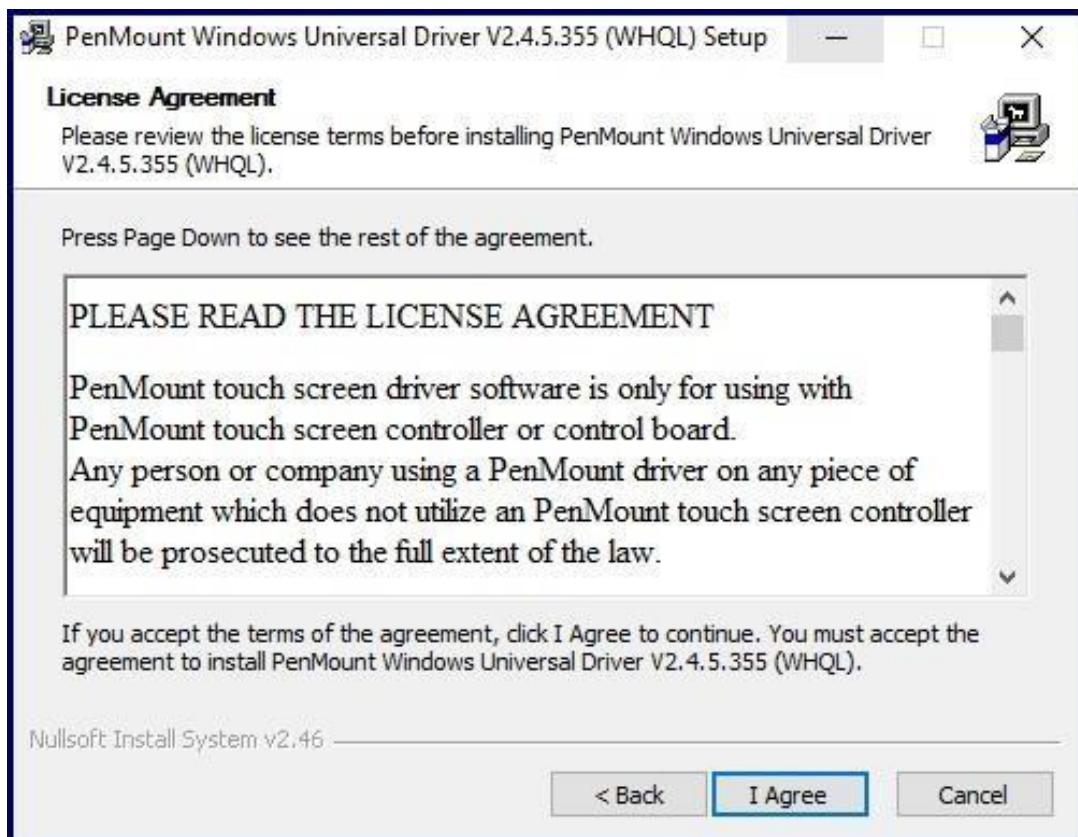 PenMount Windows Universal Driver V2.4.5.355 (WHQL) Setup
License Agreement
Please review the license terms before installing PenMount Windows Universal Driver
V2.4.5.355 (WHQL).
Press Page Down to see the rest of the agreement.
PLEASE READ THE LICENSE AGREEMENT
PenMount touch screen driver software is only for using with
PenMount touch screen controller or control board.
Any person or company using a PenMount driver on any piece of
equipment which does not utilize an PenMount touch screen controller
will be prosecuted to the full extent of the law.
If you accept the terms of the agreement, click I Agree to continue. You must accept the
agreement to install PenMount Windows Universal Driver V2.4.5.355 (WHQL).
Nullsoft Install System v2.46
< Back
I Agree
Cancel